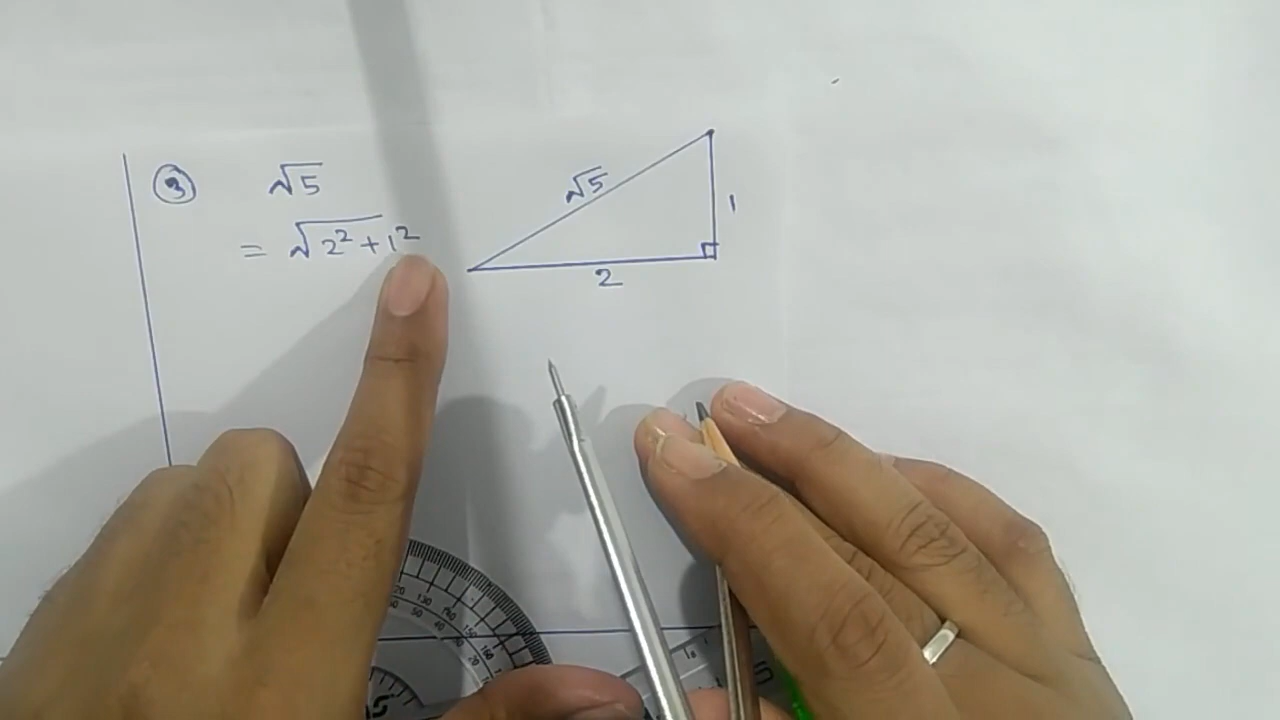 ③ √5
= √2² + 1²
√5
1
2